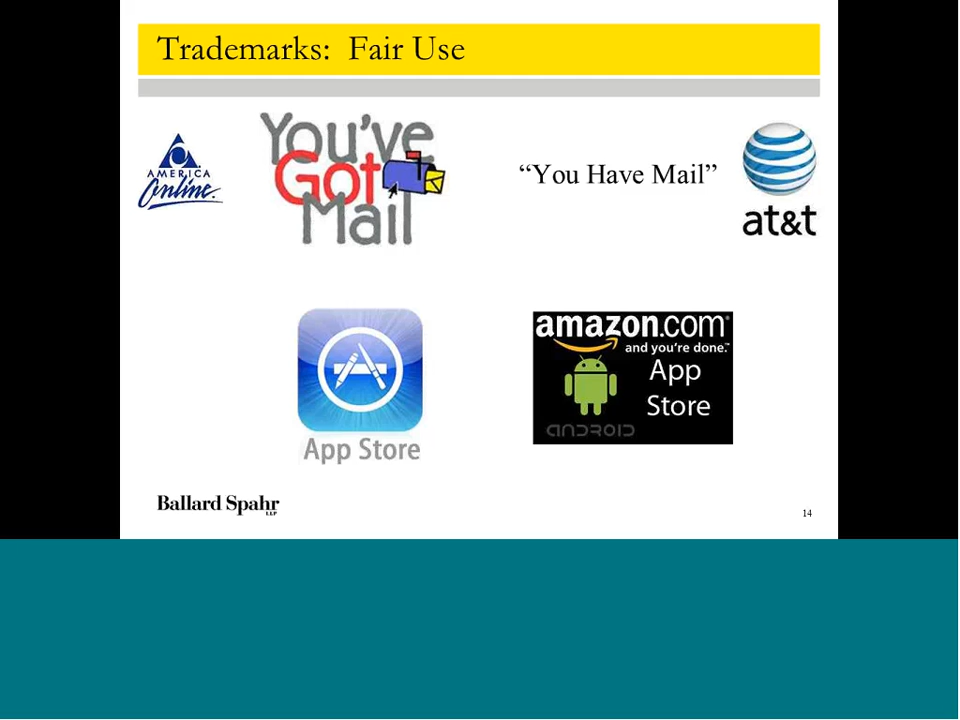 Trademarks: Fair Use
AMERICA
Online.
You've
Got
Mail
“You Have Mail”
at&t
App Store
amazon.com®
and you're done.™
App
Store
ANDROID
Ballard Spahr
LLP
14